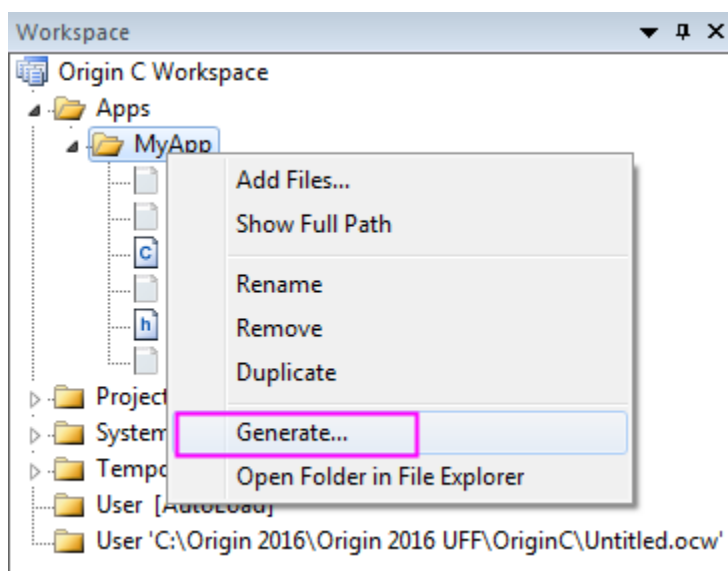 Workspace
Origin C Workspace
Apps
MyApp
Add Files...
Show Full Path
C
Rename
h
Remove
Duplicate
Project
Generate...
System
Open Folder in File Explorer
User [AutoLoad]
User 'C:\Origin 2016\Origin 2016 UFF\OriginC\Untitled.ocw'